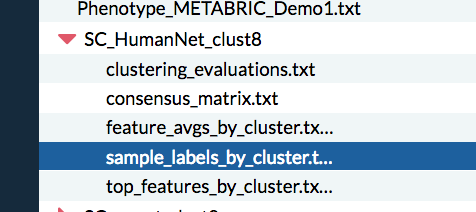 Phenotype_METABRIC_Demo1.txt
SC_HumanNet_clust8
clustering_evaluations.txt
consensus_matrix.txt
feature_avgs_by_cluster.tx...
sample_labels_by_cluster.t...
top_features_by_cluster.tx...